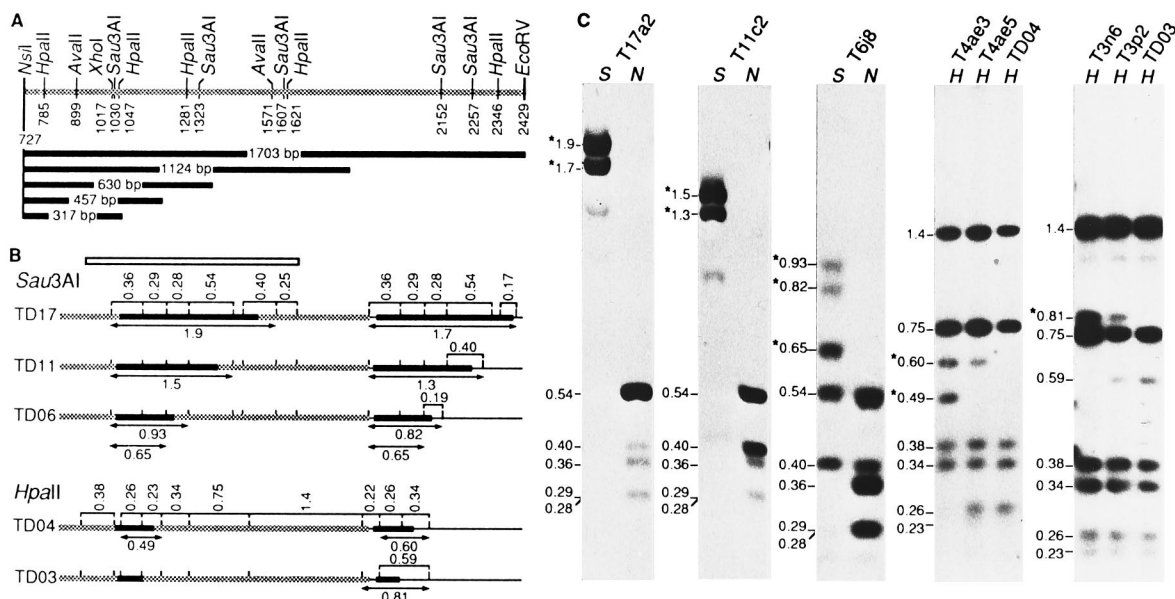 A
NsiI
HpaII
AvaII
XhoI
Sau3AI
HpaII
HpaII
Sau3AI
AvaII
Sau3AI
HpaII
Sau3AI
Sau3AI
HpaII
EcoRV
727
785
899
1017
1030
1047
1281
1323
1571
1607
1621
2152
2257
2346
2429
1703 bp
1124 bp
630 bp
457 bp
317 bp
B
Sau3AI
0.36 0.29 0.28 0.54 0.40 0.25 0.36 0.29 0.28 0.54 0.17
TD17
1.9 1.7
0.40
TD11
1.5 1.3
0.19
TD06
0.93 0.82
0.65 0.65
HpaII
0.38 0.26 0.23 0.34 0.75 1.4 0.22 0.26 0.34
TD04
0.49 0.60
0.59
TD03
0.81
C
T17a2
S N
*1.9
*1.7
0.54
0.40
0.36
0.29
0.28
T11c2
S N
*1.5
*1.3
0.54
0.40
0.36
0.29
0.28
T6j8
S N
*0.93
*0.82
*0.65
0.54
0.40
0.36
0.29
0.28
T4ae3 T4ae5 TD04
H H H
1.4
0.75
*0.60
*0.49
0.38
0.34
0.26
0.23
T3n6 T3p2 TD03
H H H
1.4
*0.81
0.75
0.59
0.38
0.34
0.26
0.23